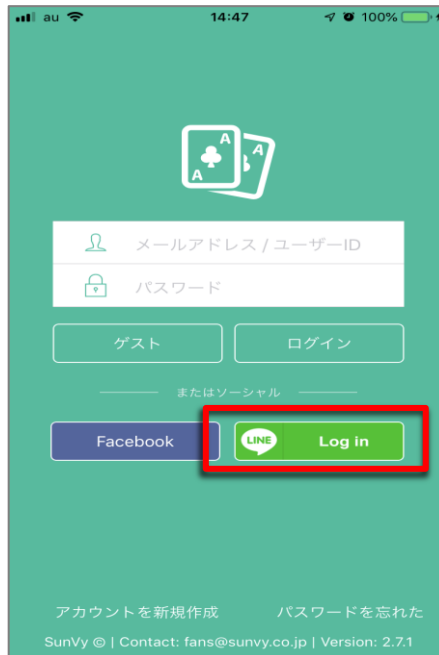 au 14:47 100%
A A
A
メールアドレス / ユーザーID
パスワード
ゲスト ログイン
またはソーシャル
Facebook LINE Log in
アカウントを新規作成 パスワードを忘れた
SunVy © | Contact: fans@sunvy.co.jp | Version: 2.7.1